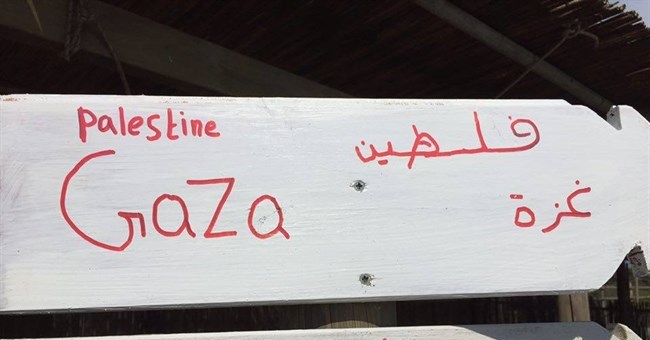 Palestine
Gaza
فلسطين
غزة